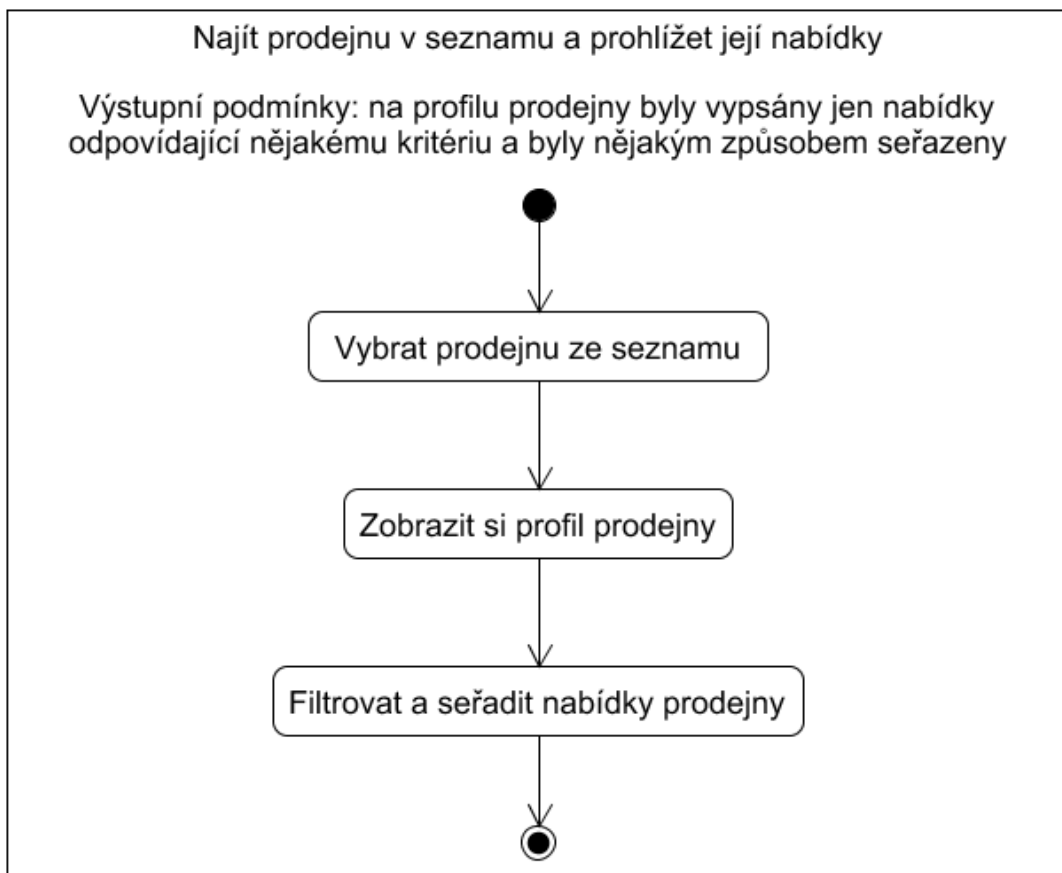 Najít prodejnu v seznamu a prohlížet její nabídky
Výstupní podmínky: na profilu prodejny byly vypsány jen nabídky
odpovídající nějakému kritériu a byly nějakým způsobem seřazeny
Vybrat prodejnu ze seznamu
Zobrazit si profil prodejny
Filtrovat a seřadit nabídky prodejny